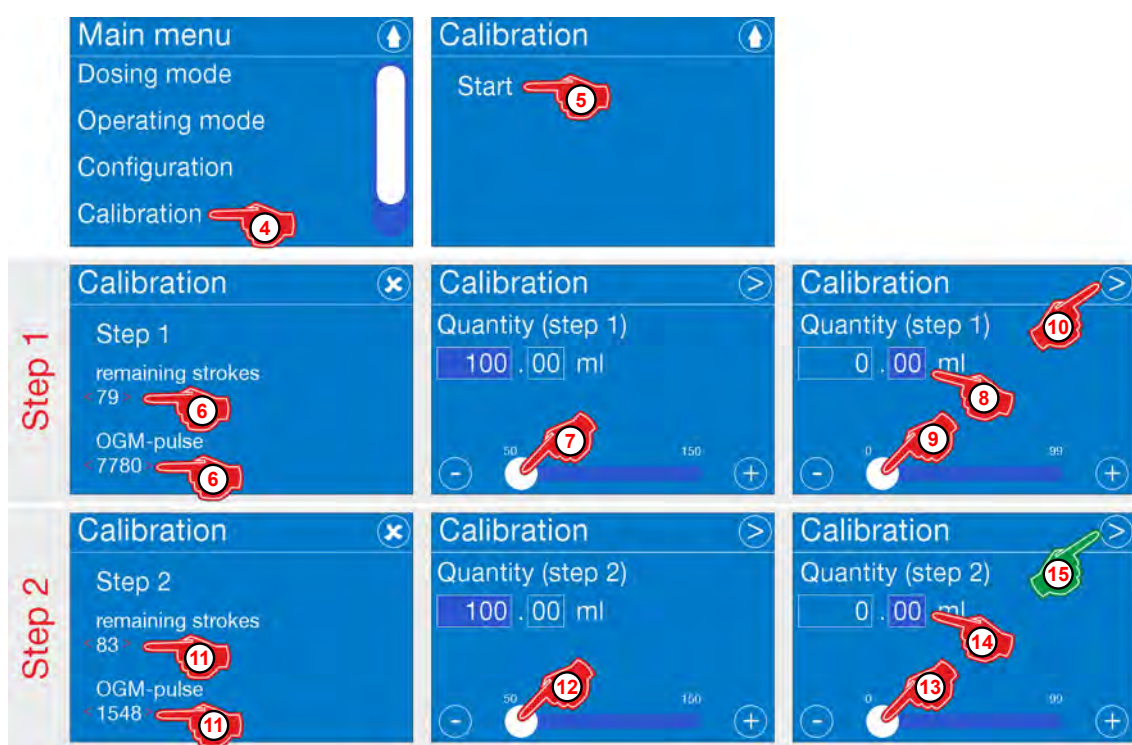 Main menu
Dosing mode
Operating mode
Configuration
Calibration
4
Calibration
Start
5
Step 1
Calibration
Step 1
remaining strokes
79
6
OGM-pulse
7780
6
Calibration
Quantity (step 1)
100 . 00 ml
7
50 150
- +
Calibration
>
Quantity (step 1)
10
0 . 00 ml
8
9
0 99
- +
Step 2
Calibration
Step 2
remaining strokes
83
11
OGM-pulse
1548
11
Calibration
>
Quantity (step 2)
100 . 00 ml
12
50 150
- +
Calibration
>
Quantity (step 2)
15
0 . 00 ml
14
13
0 99
- +